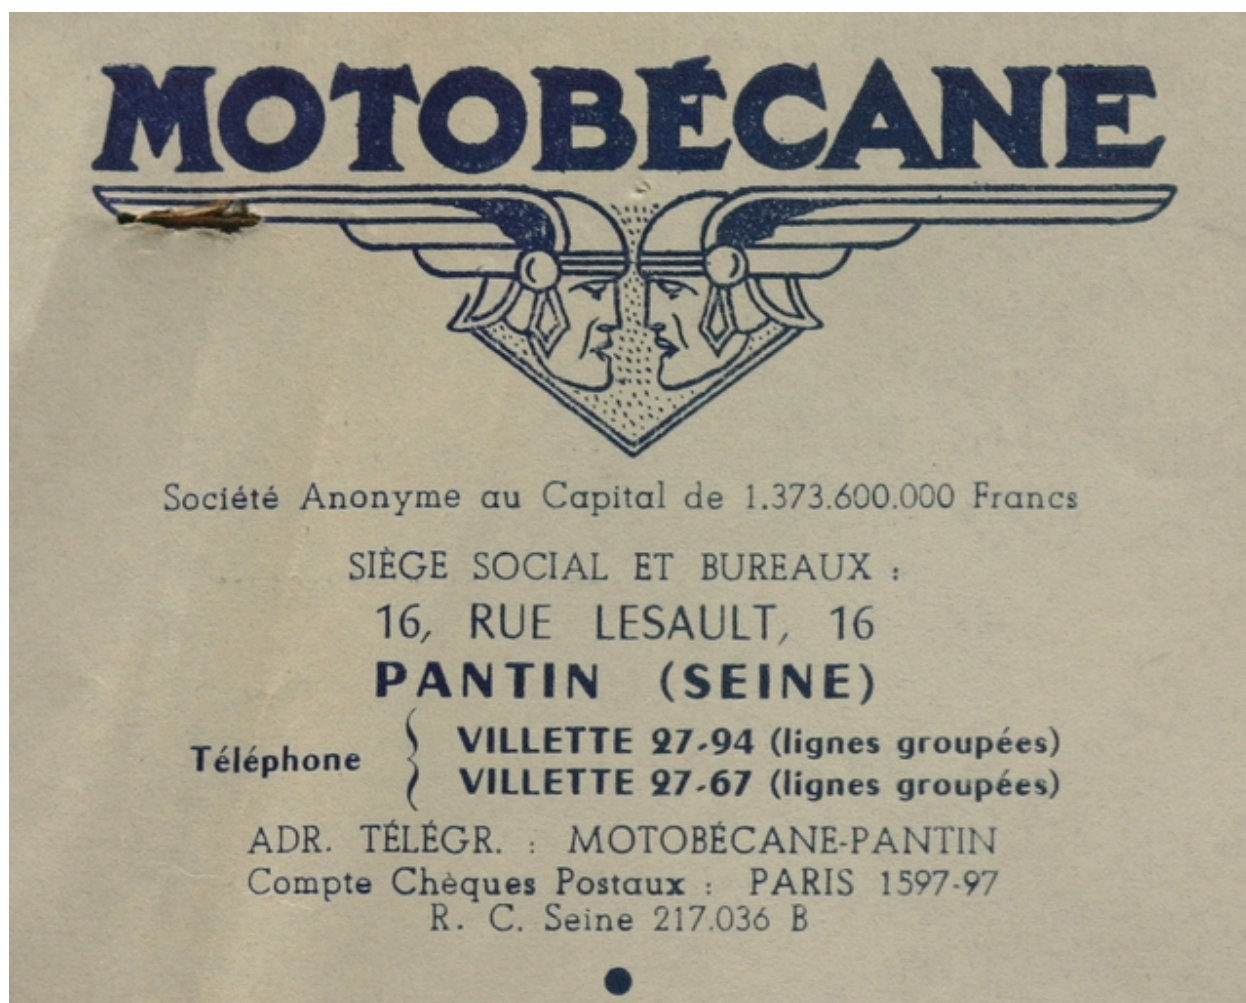 MOTOBÉCANE
Société Anonyme au Capital de 1.373.600.000 Francs
SIÈGE SOCIAL ET BUREAUX :
16, RUE LESAULT, 16
PANTIN (SEINE)
Téléphone { VILLETTE 27-94 (lignes groupées)
VILLETTE 27-67 (lignes groupées)
ADR. TÉLÉGR. : MOTOBÉCANE-PANTIN
Compte Chèques Postaux : PARIS 1597-97
R. C. Seine 217.036 B